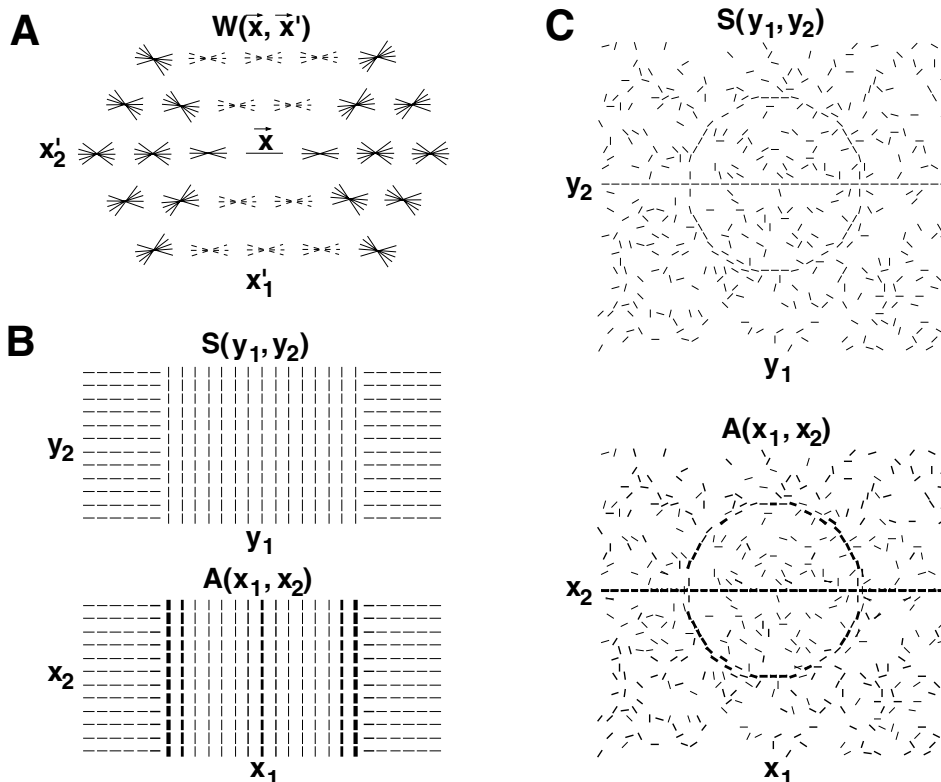 A
W(x⃗, x⃗')
x⃗
x'₂
x'₁
B
S(y₁, y₂)
y₂
y₁
A(x₁, x₂)
x₂
x₁
C
S(y₁, y₂)
y₂
y₁
A(x₁, x₂)
x₂
x₁